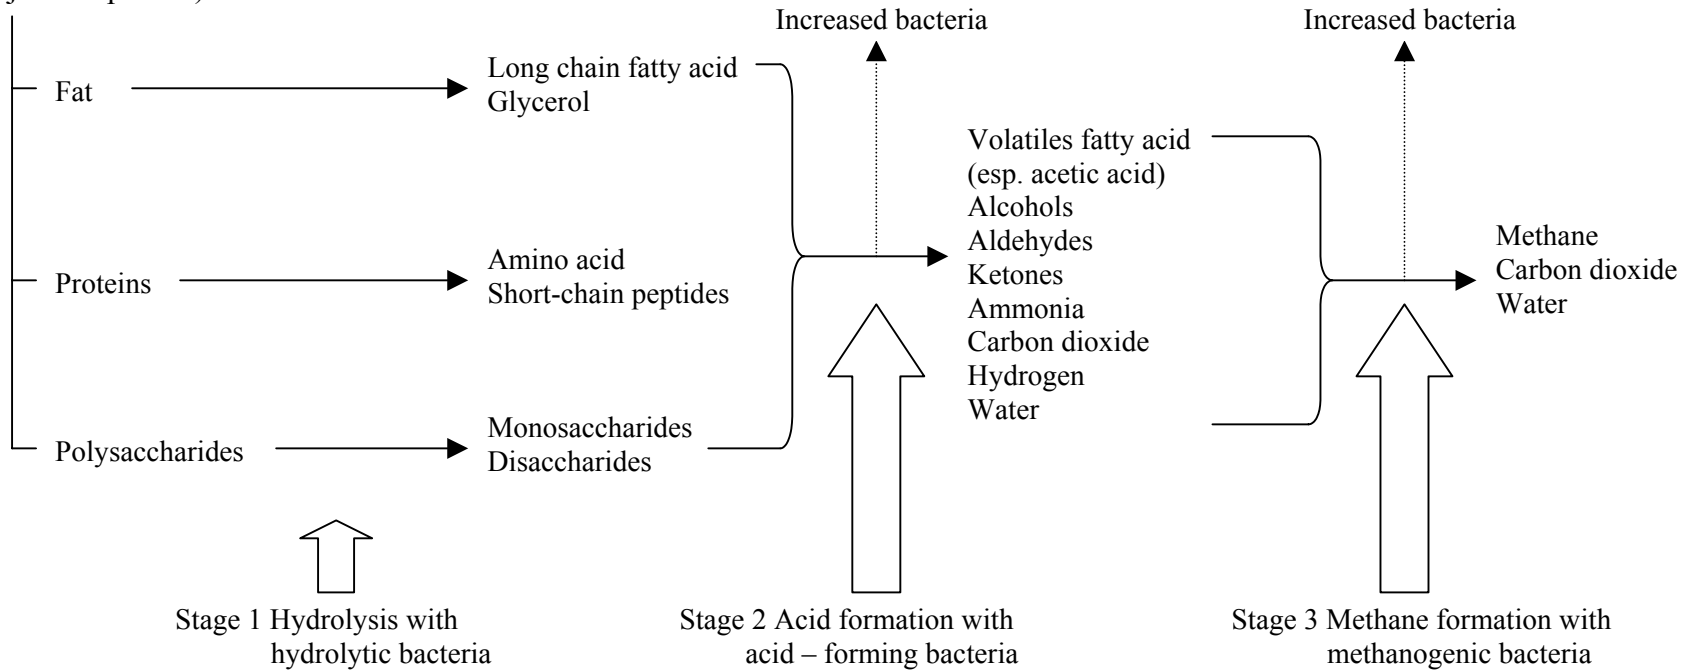 Increased bacteria
Increased bacteria
Fat
Long chain fatty acid
Glycerol
Proteins
Amino acid
Short-chain peptides
Polysaccharides
Monosaccharides
Disaccharides
Volatiles fatty acid
(esp. acetic acid)
Alcohols
Aldehydes
Ketones
Ammonia
Carbon dioxide
Hydrogen
Water
Methane
Carbon dioxide
Water
Stage 1 Hydrolysis with
hydrolytic bacteria
Stage 2 Acid formation with
acid – forming bacteria
Stage 3 Methane formation with
methanogenic bacteria